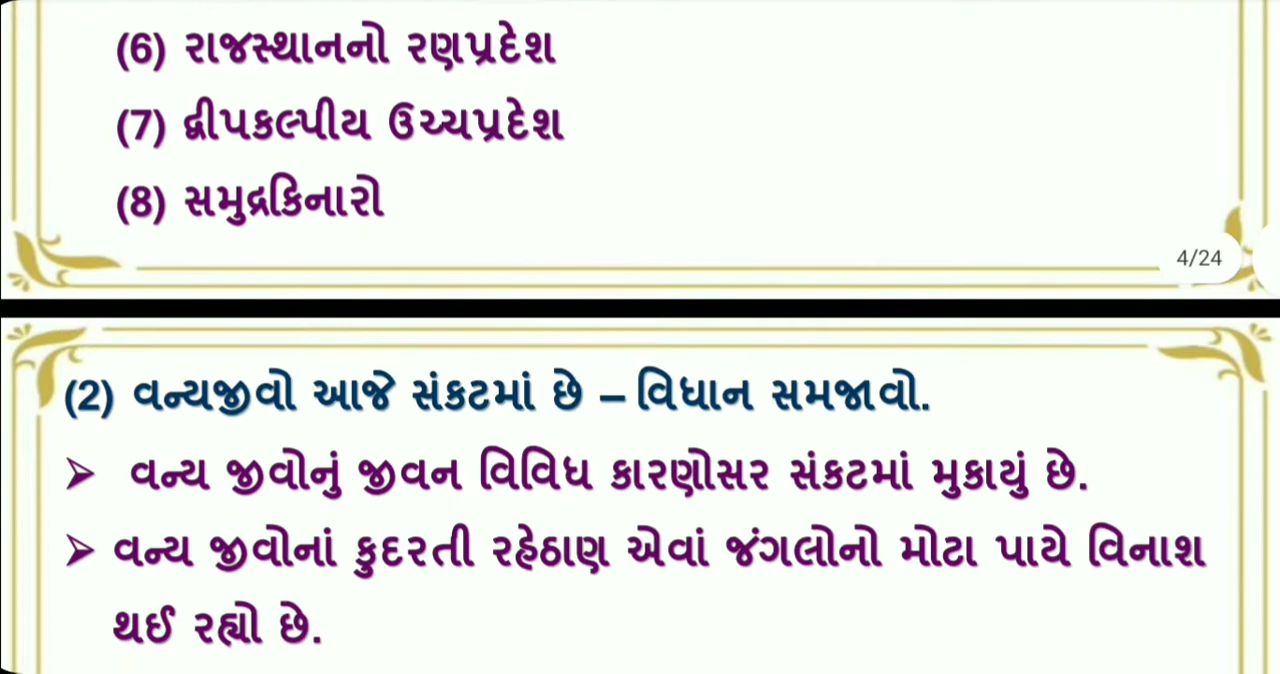 (6) રાજસ્થાનનો રણપ્રદેશ
(7) દ્વીપકલ્પીય ઉચ્ચપ્રદેશ
(8) સમુદ્રકિનારો
4/24
(2) વન્યજીવો આજે સંકટમાં છે – વિધાન સમજાવો.
➢ વન્ય જીવોનું જીવન વિવિધ કારણોસર સંકટમાં મુકાયું છે.
➢ વન્ય જીવોનાં કુદરતી રહેઠાણ એવાં જંગલોનો મોટા પાયે વિનાશ
થઈ રહ્યો છે.